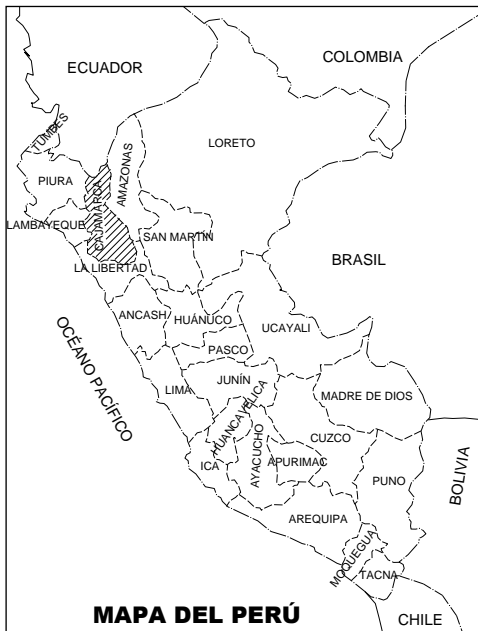 ECUADOR
COLOMBIA
TUMBES
LORETO
PIURA
AMAZONAS
CAJAMARCA
LAMBAYEQUE
SAN MARTÍN
BRASIL
LA LIBERTAD
ANCASH
HUÁNUCO
UCAYALI
OCÉANO PACÍFICO
PASCO
LIMA
JUNÍN
MADRE DE DIOS
HUANCAVELICA
CUZCO
ICA
AYACUCHO
APURIMAC
PUNO
BOLIVIA
AREQUIPA
MOQUEGUA
TACNA
MAPA DEL PERÚ
CHILE